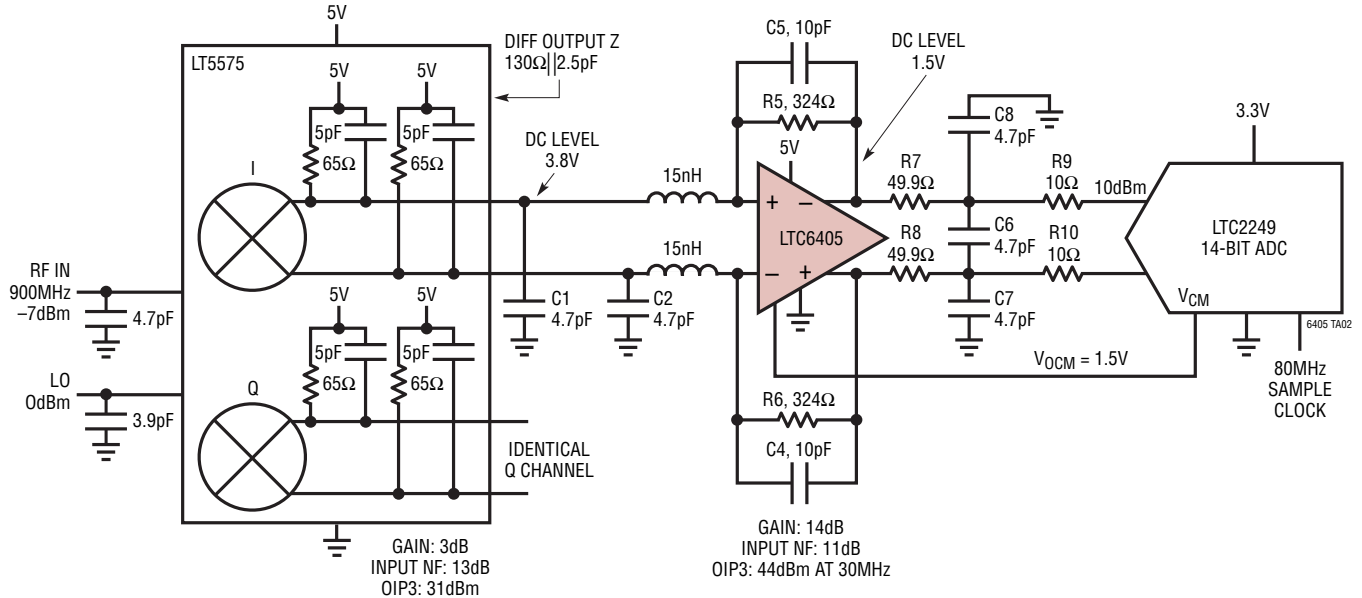 5V
LT5575
5V
5V
5pF
65Ω
5pF
65Ω
I
DIFF OUTPUT Z
130Ω||2.5pF
DC LEVEL
3.8V
RF IN
900MHz
–7dBm
4.7pF
LO
0dBm
3.9pF
5V
5V
5pF
65Ω
5pF
65Ω
Q
IDENTICAL
Q CHANNEL
GAIN: 3dB
INPUT NF: 13dB
OIP3: 31dBm
15nH
15nH
C1
4.7pF
C2
4.7pF
C5, 10pF
R5, 324Ω
5V
DC LEVEL
1.5V
+ –
LTC6405
– +
R6, 324Ω
C4, 10pF
GAIN: 14dB
INPUT NF: 11dB
OIP3: 44dBm AT 30MHz
R7
49.9Ω
R8
49.9Ω
C8
4.7pF
C6
4.7pF
C7
4.7pF
R9
10Ω
R10
10Ω
10dBm
3.3V
LTC2249
14-BIT ADC
VCM
VOCM = 1.5V
6405 TA02
80MHz
SAMPLE
CLOCK